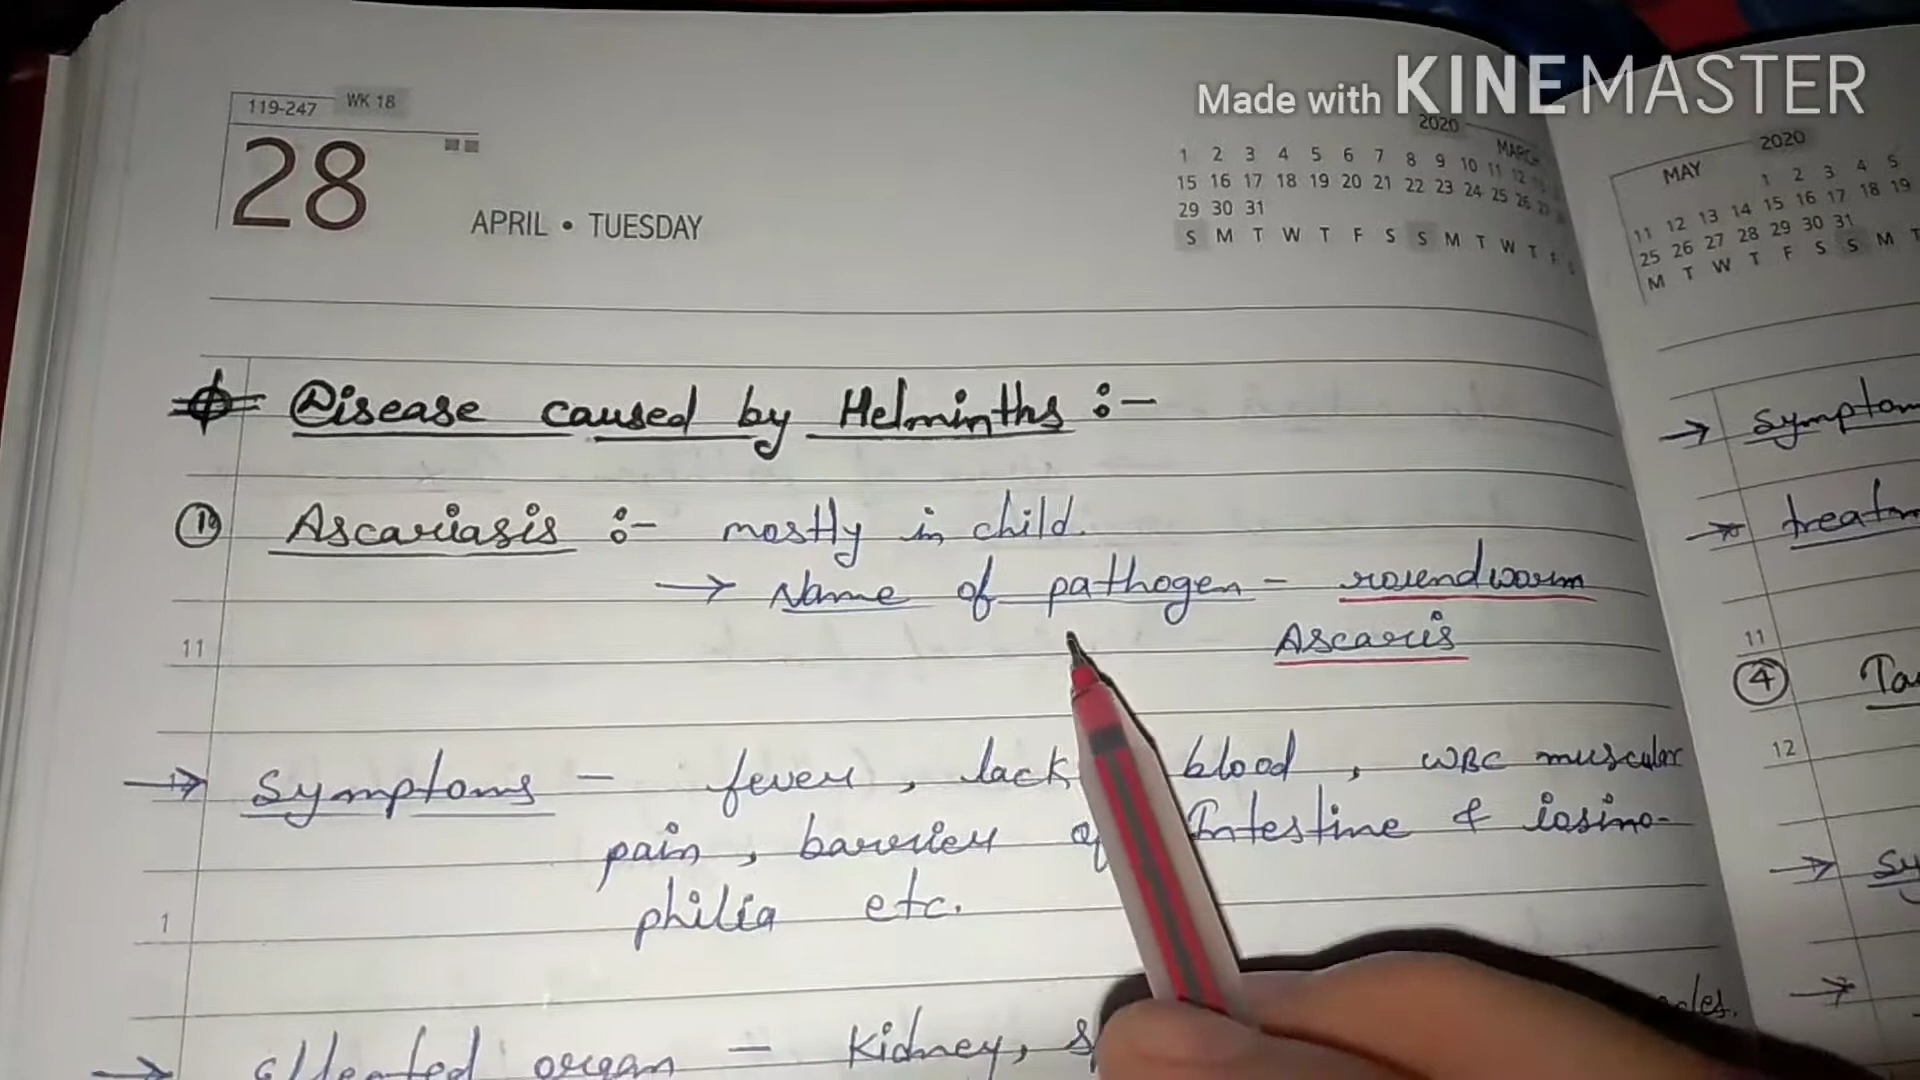 Made with KINEMASTER
119-247 WK 18
28
APRIL • TUESDAY
2020
MARCH
1 2 3 4 5 6 7 8 9 10 11 12
15 16 17 18 19 20 21 22 23 24 25 26
29 30 31
S M T W T F S S M T W T F S
2020
MAY
1 2 3 4 5
11 12 13 14 15 16 17 18 19
25 26 27 28 29 30 31
M T W T F S S M T
Disease caused by Helminths :-
① Ascariasis :- mostly in child.
→ Name of pathogen - roundworm
Ascaris
11
→ Symptoms - fever, lack blood, WBC muscular
pain, barrier of Intestine & iosino-
philia etc.
1
→ organ - Kidney,
→
treat
11
④ Ta
12
→ Sy
→